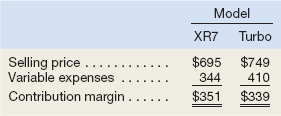 Model
XR7 Turbo
Selling price . . . . . . . . . . . . $695 $749
Variable expenses . . . . . . . 344 410
Contribution margin . . . . . . $351 $339